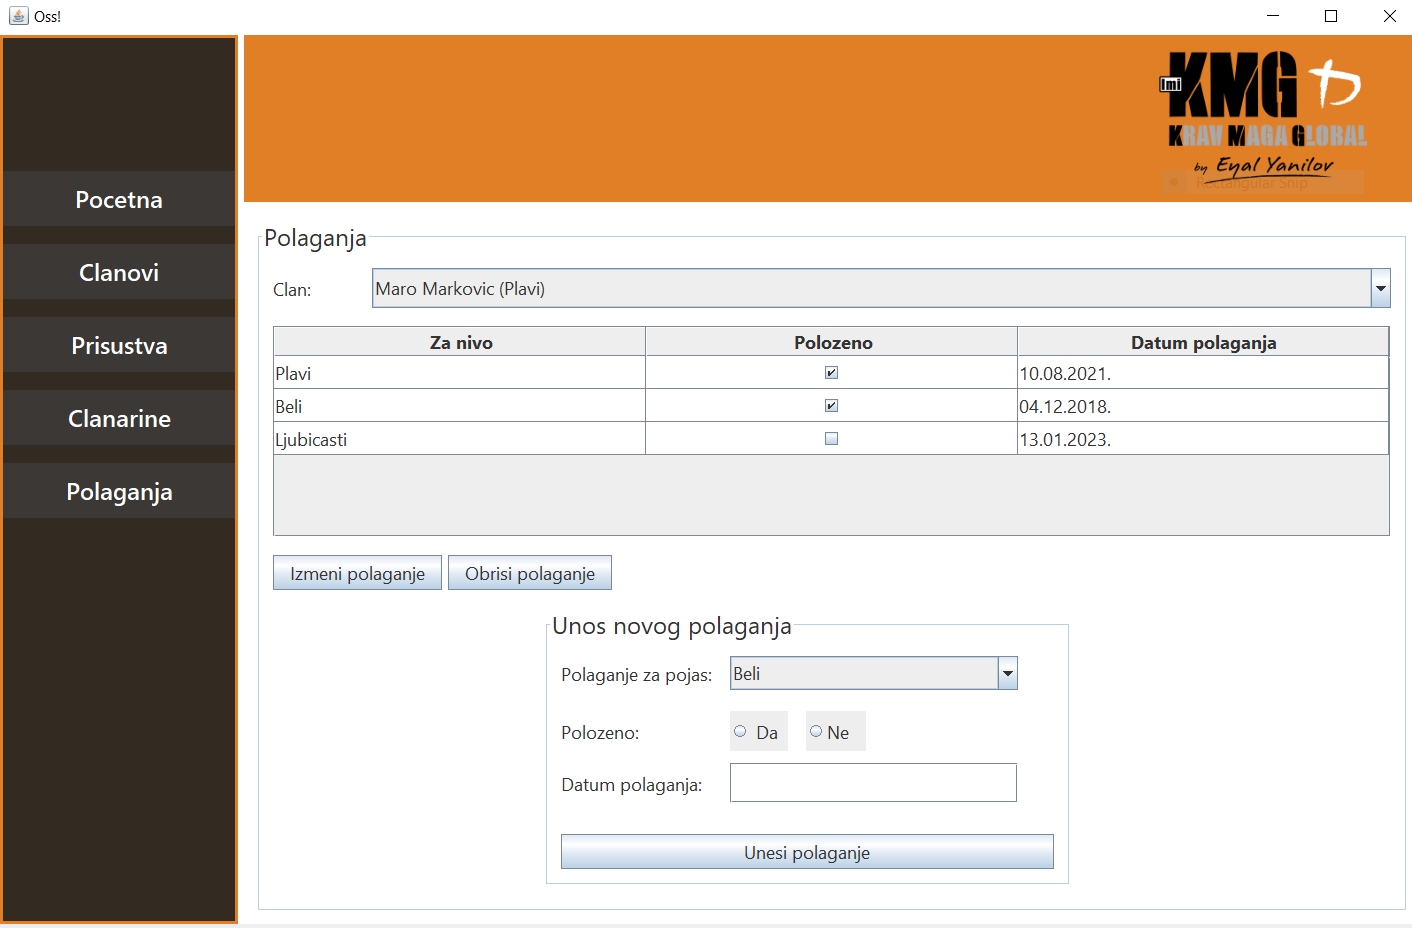 Oss!
Imi
KMG
KRAV MAGA GLOBAL
by Eyal Yanilov
Rectangular Snip
Pocetna
Clanovi
Prisustva
Clanarine
Polaganja
Polaganja
Clan: Maro Markovic (Plavi)
Za nivo Polozeno Datum polaganja
Plavi 10.08.2021.
Beli 04.12.2018.
Ljubicasti 13.01.2023.
Izmeni polaganje Obrisi polaganje
Unos novog polaganja
Polaganje za pojas: Beli
Polozeno: Da Ne
Datum polaganja:
Unesi polaganje